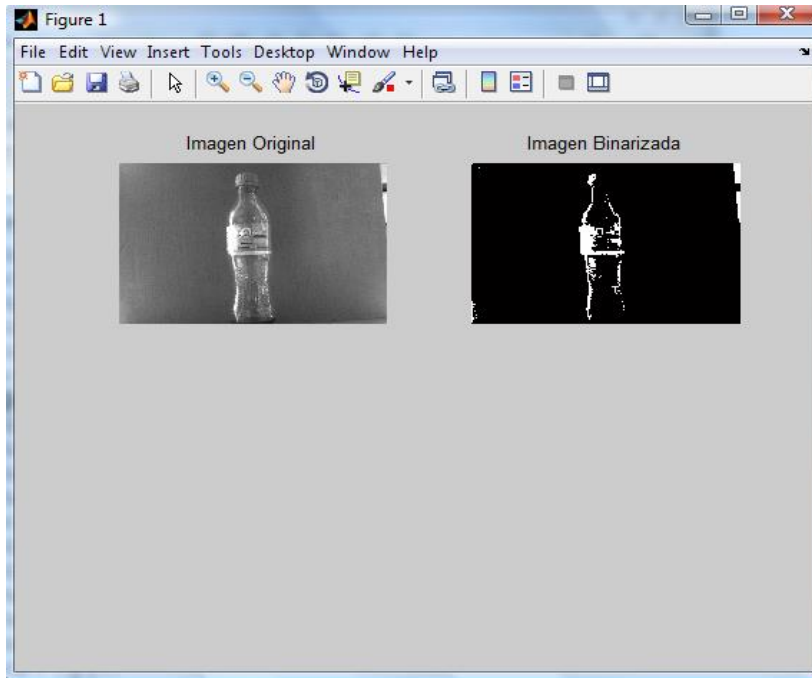 Figure 1
File Edit View Insert Tools Desktop Window Help
Imagen Original
Imagen Binarizada